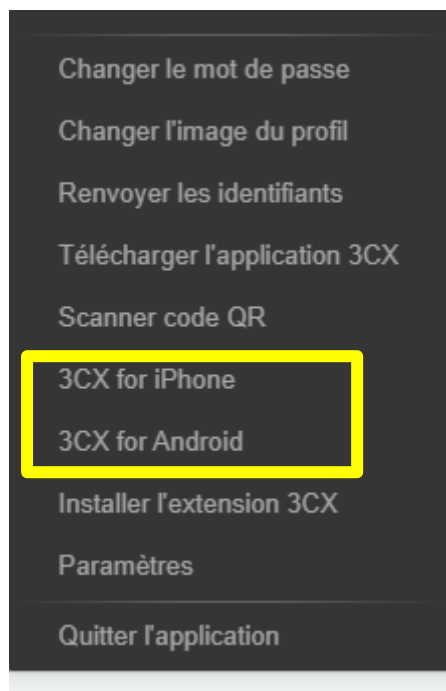 Changer le mot de passe
Changer l'image du profil
Renvoyer les identifiants
Télécharger l'application 3CX
Scanner code QR
3CX for iPhone
3CX for Android
Installer l'extension 3CX
Paramètres
Quitter l'application